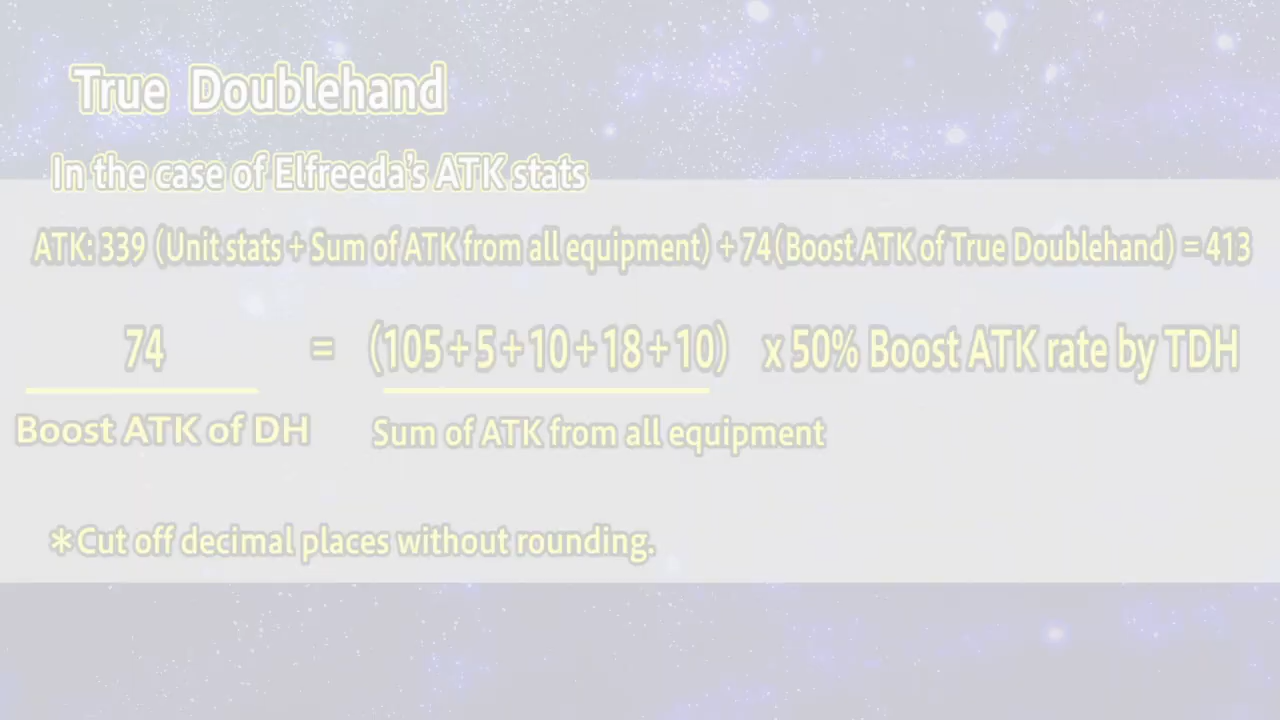 True Doublehand
In the case of Elfreeda's ATK stats
ATK: 339 (Unit stats + Sum of ATK from all equipment) + 74(Boost ATK of True Doublehand) = 413
74 = (105+5+10+18+10) x 50% Boost ATK rate by TDH
Boost ATK of DH Sum of ATK from all equipment
*Cut off decimal places without rounding.